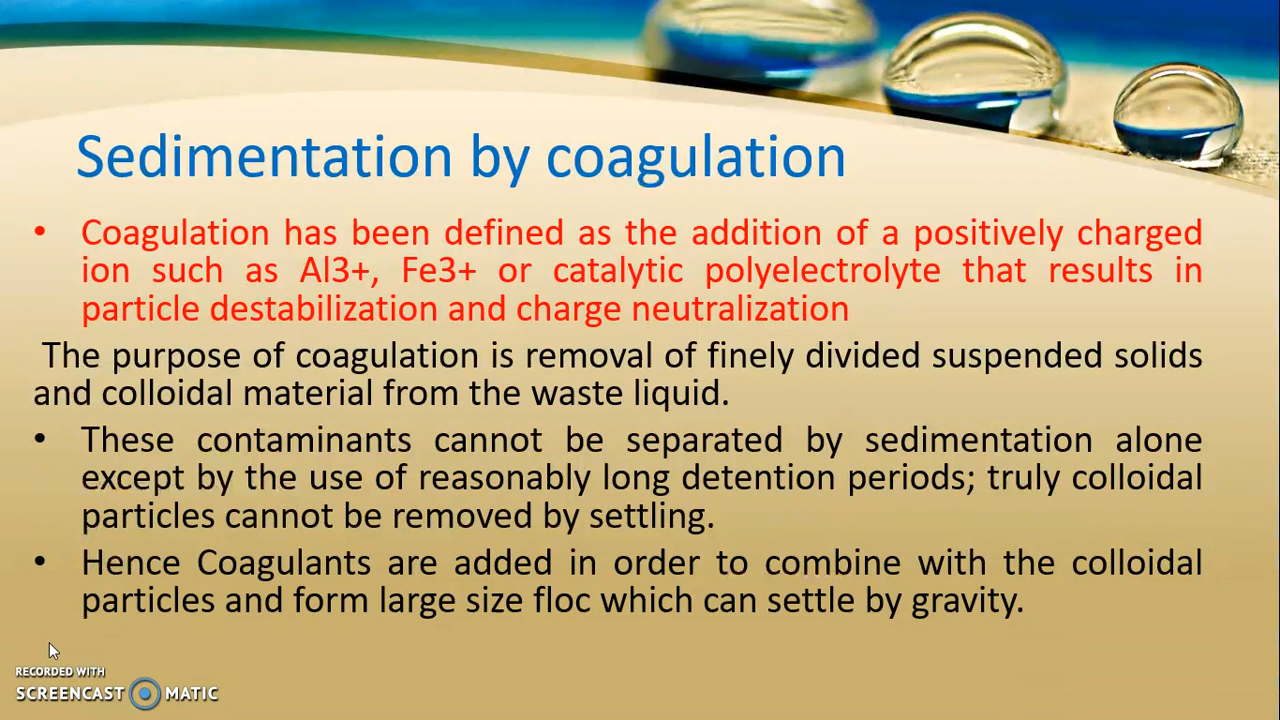 Sedimentation by coagulation
• Coagulation has been defined as the addition of a positively charged
ion such as Al3+, Fe3+ or catalytic polyelectrolyte that results in
particle destabilization and charge neutralization
The purpose of coagulation is removal of finely divided suspended solids
and colloidal material from the waste liquid.
• These contaminants cannot be separated by sedimentation alone
except by the use of reasonably long detention periods; truly colloidal
particles cannot be removed by settling.
• Hence Coagulants are added in order to combine with the colloidal
particles and form large size floc which can settle by gravity.
RECORDED WITH
SCREENCAST MATIC